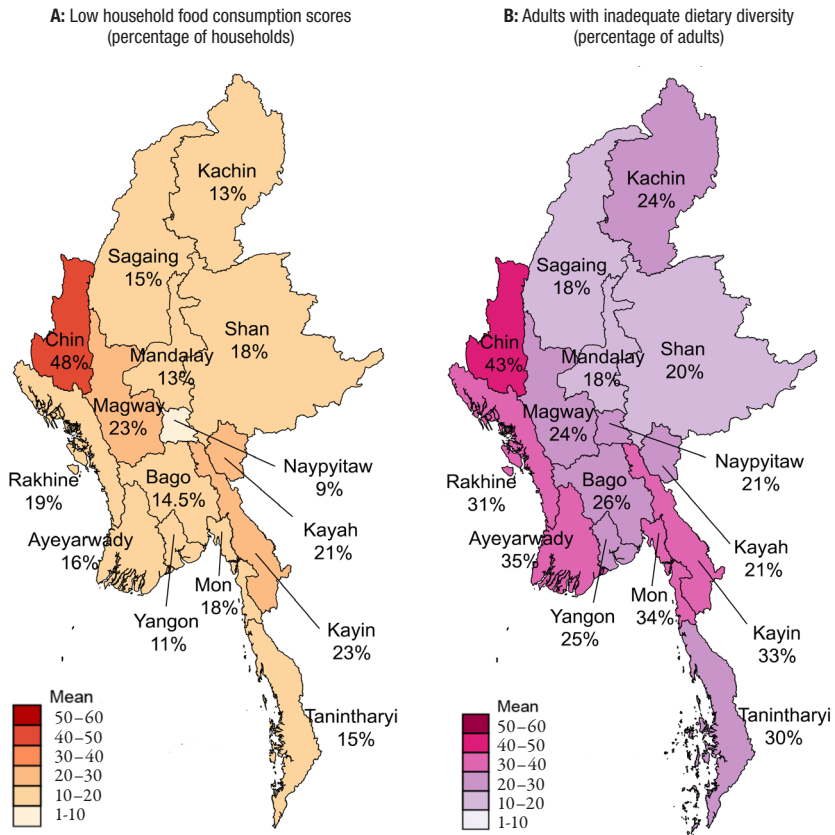 A: Low household food consumption scores
(percentage of households)
Kachin
13%
Sagaing
15%
Shan
18%
Chin
48%
Mandalay
13%
Magway
23%
Naypyitaw
9%
Rakhine
19%
Bago
14.5%
Kayah
21%
Ayeyarwady
16%
Mon
18%
Yangon
11%
Kayin
23%
Tanintharyi
15%
Mean
50–60
40–50
30–40
20–30
10–20
1-10
B: Adults with inadequate dietary diversity
(percentage of adults)
Kachin
24%
Sagaing
18%
Shan
20%
Chin
43%
Mandalay
18%
Magway
24%
Naypyitaw
21%
Rakhine
31%
Bago
26%
Kayah
21%
Ayeyarwady
35%
Mon
34%
Yangon
25%
Kayin
33%
Tanintharyi
30%
Mean
50–60
40–50
30–40
20–30
10–20
1-10